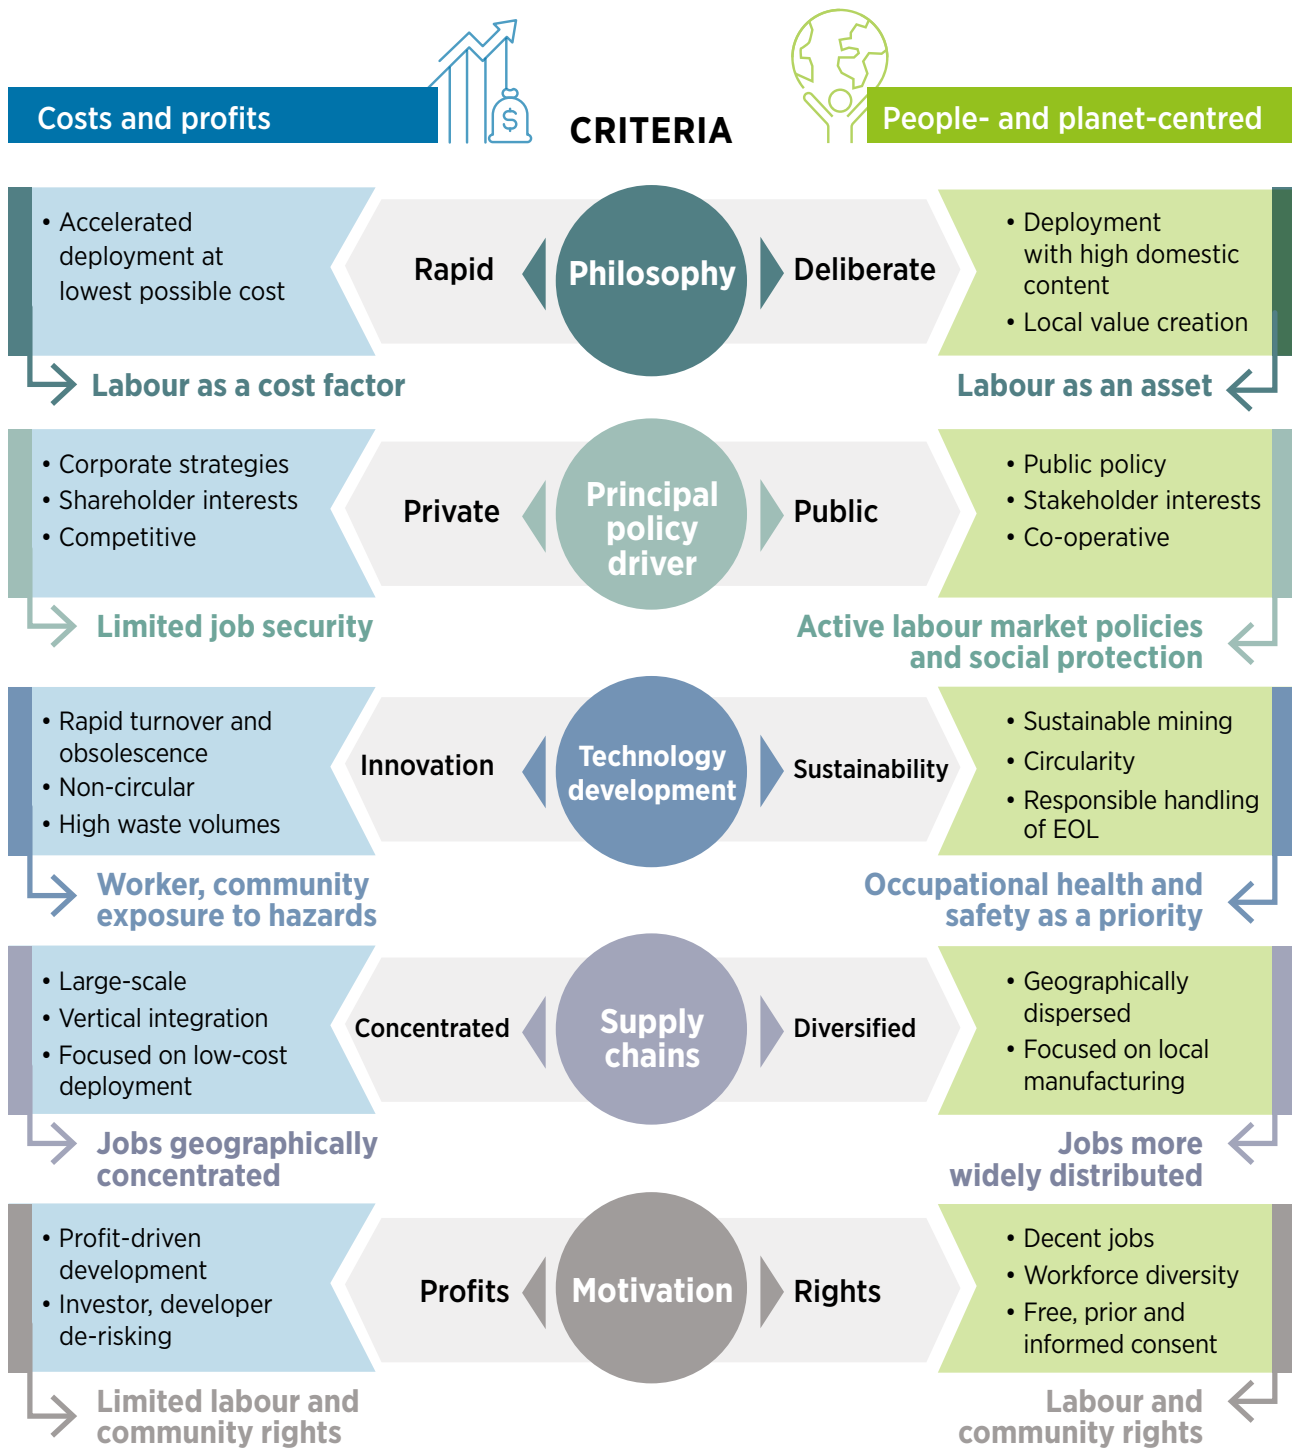 Costs and profits
$
CRITERIA
People- and planet-centred
• Accelerated
deployment at
lowest possible cost
Rapid
Philosophy
Deliberate
• Deployment
with high domestic
content
• Local value creation
Labour as a cost factor
Labour as an asset
• Corporate strategies
• Shareholder interests
• Competitive
Private
Principal
policy
driver
Public
• Public policy
• Stakeholder interests
• Co-operative
Limited job security
Active labour market policies
and social protection
• Rapid turnover and
obsolescence
• Non-circular
• High waste volumes
Innovation
Technology
development
Sustainability
• Sustainable mining
• Circularity
• Responsible handling
of EOL
Worker, community
exposure to hazards
Occupational health and
safety as a priority
• Large-scale
• Vertical integration
• Focused on low-cost
deployment
Concentrated
Supply
chains
Diversified
• Geographically
dispersed
• Focused on local
manufacturing
Jobs geographically
concentrated
Jobs more
widely distributed
• Profit-driven
development
• Investor, developer
de-risking
Profits
Motivation
Rights
• Decent jobs
• Workforce diversity
• Free, prior and
informed consent
Limited labour and
community rights
Labour and
community rights